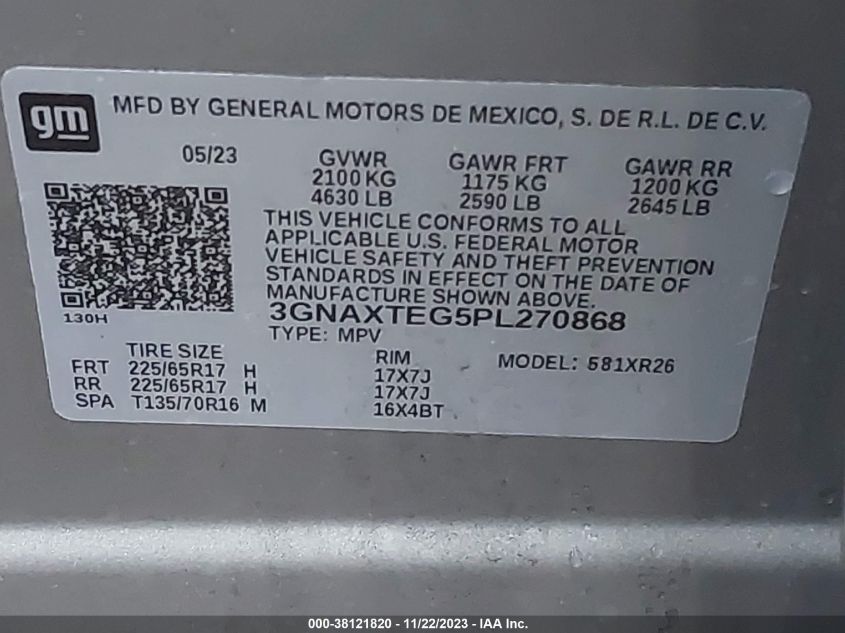 gm
MFD BY GENERAL MOTORS DE MEXICO, S. DE R.L. DE C.V.
05/23 GVWR GAWR FRT GAWR RR
2100 KG 1175 KG 1200 KG
4630 LB 2590 LB 2645 LB
THIS VEHICLE CONFORMS TO ALL
APPLICABLE U.S. FEDERAL MOTOR
VEHICLE SAFETY AND THEFT PREVENTION
STANDARDS IN EFFECT ON THE DATE OF
MANUFACTURE SHOWN ABOVE.
130H
3GNAXTEG5PL270868
TYPE: MPV
TIRE SIZE RIM MODEL: 581XR26
FRT 225/65R17 H 17X7J
RR 225/65R17 H 17X7J
SPA T135/70R16 M 16X4BT
000-38121820 - 11/22/2023 - IAA Inc.